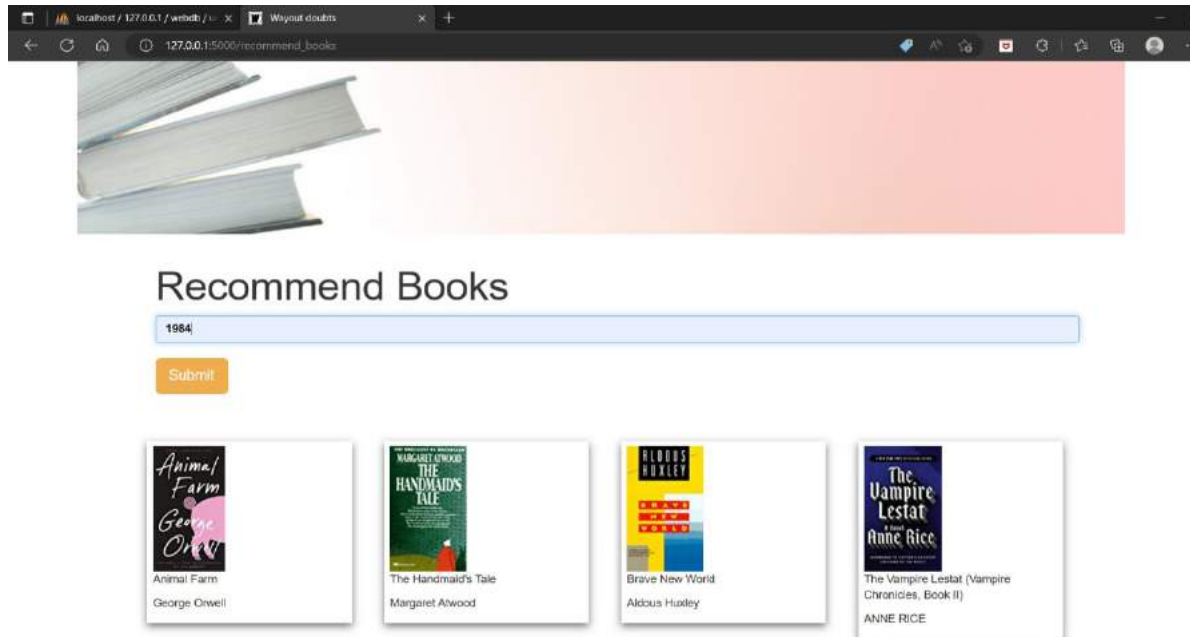 localhost / 127.0.0.1 / webdb / u
Wayout doubts
127.0.0.1:5000/recommend_books
Recommend Books
1984
Submit
Animal
Farm
George
Orwell
MARGARET ATWOOD
THE
HANDMAID'S
TALE
ALDOUS
HUXLEY
BRAVE
NEW
WORLD
The
Vampire
Lestat
A Novel
Anne Rice
Animal Farm
George Orwell
The Handmaid's Tale
Margaret Atwood
Brave New World
Aldous Huxley
The Vampire Lestat (Vampire
Chronicles, Book II)
ANNE RICE